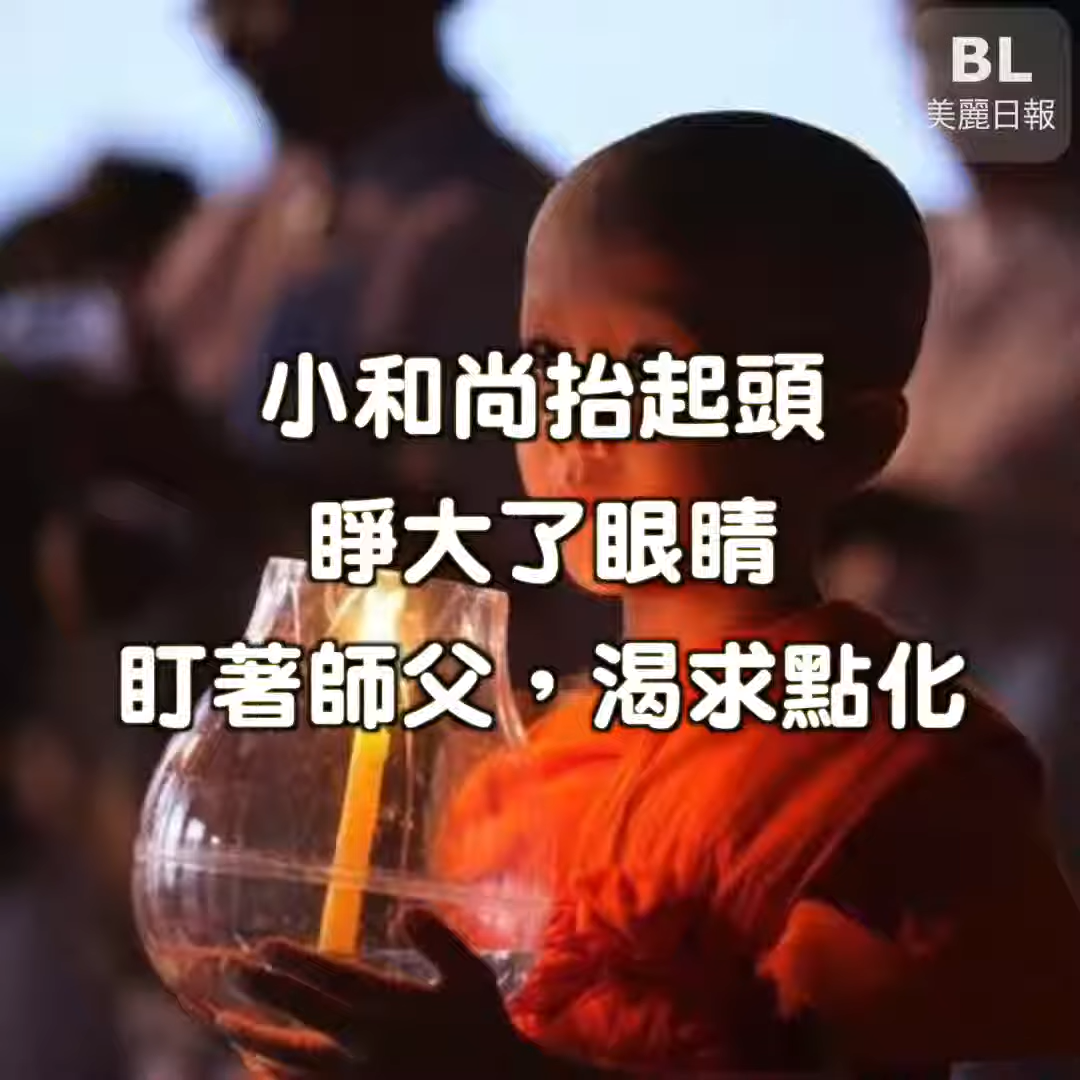 BL
美麗日報
小和尚抬起頭
睜大了眼睛
盯著師父，渴求點化